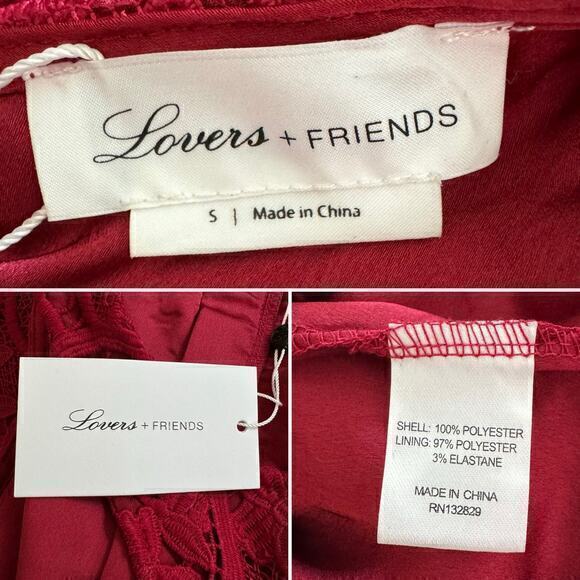 Lovers + FRIENDS
S | Made in China
Lovers + FRIENDS
SHELL: 100% POLYESTER
LINING: 97% POLYESTER
3% ELASTANE
MADE IN CHINA
RN132829